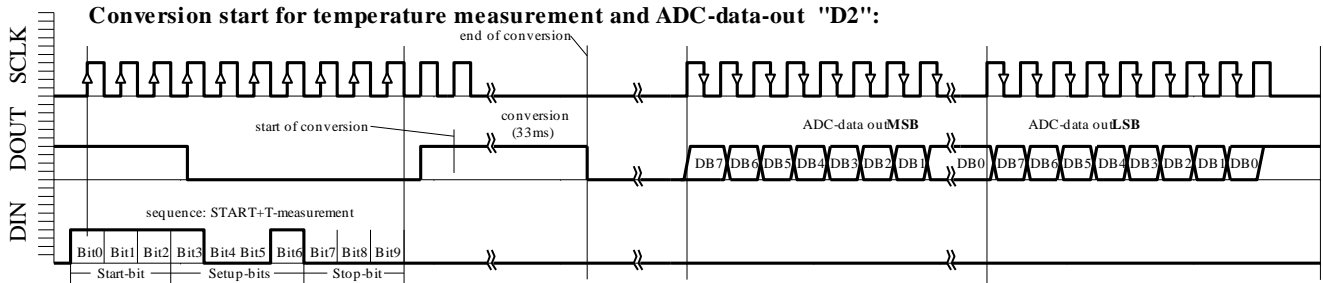 Conversion start for temperature measurement and ADC-data-out "D2":
end of conversion
SCLK
DOUT
start of conversion
conversion
(33ms)
ADC-data outMSB
ADC-data outLSB
DB7 DB6 DB5 DB4 DB3 DB2 DB1 DB0 DB7 DB6 DB5 DB4 DB3 DB2 DB1 DB0
DIN
sequence: START+T-measurement
Bit0 Bit1 Bit2 Bit3 Bit4 Bit5 Bit6 Bit7 Bit8 Bit9
Start-bit Setup-bits Stop-bit